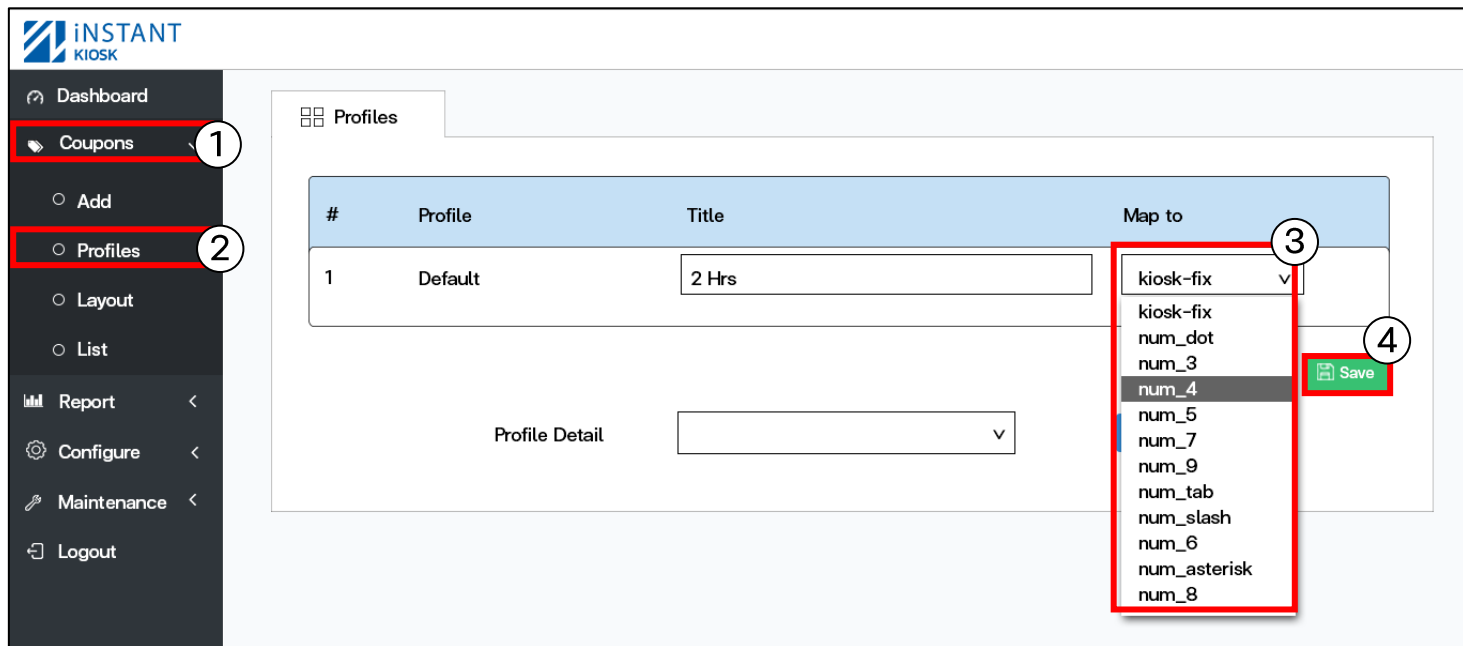 iNSTANT
KIOSK
Dashboard
Coupons
1
Add
Profiles
2
Layout
List
Report
Configure
Maintenance
Logout
Profiles
# Profile Title Map to
1 Default 2 Hrs kiosk-fix
3
kiosk-fix
num_dot
num_3
num_4
num_5
num_7
num_9
num_tab
num_slash
num_6
num_asterisk
num_8
4
Save
Profile Detail